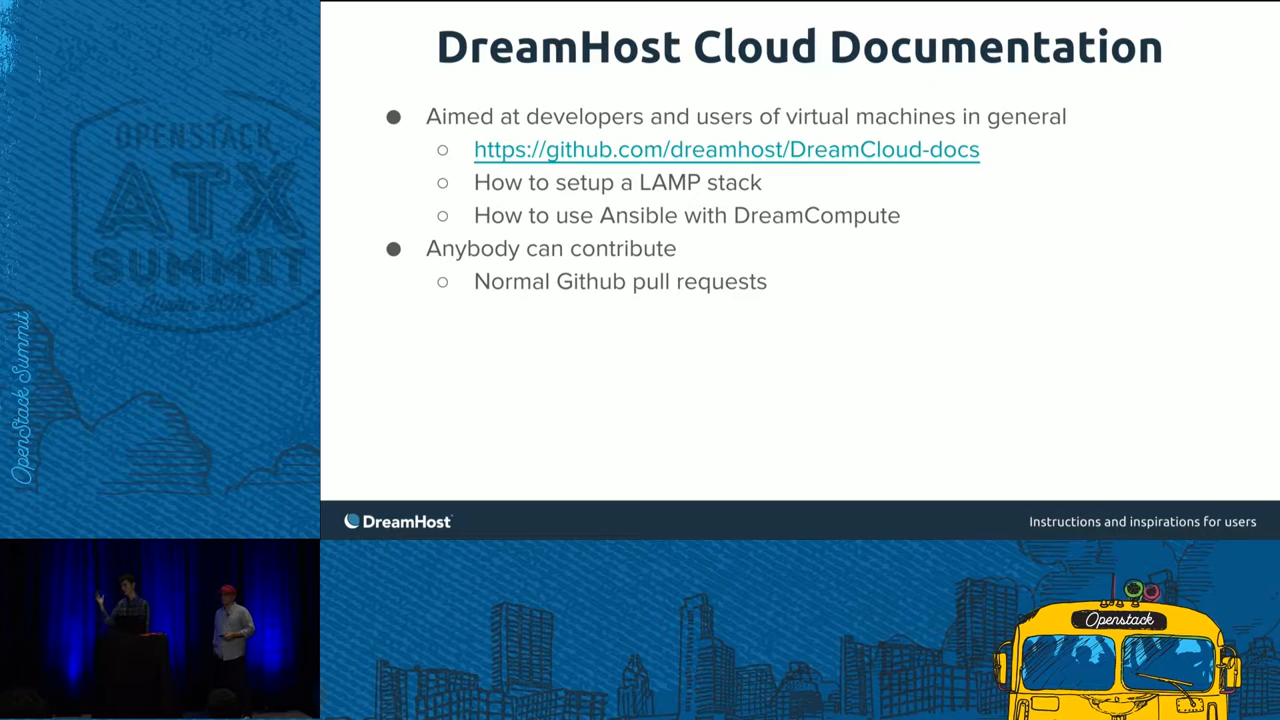 DreamHost Cloud Documentation
● Aimed at developers and users of virtual machines in general
○ https://github.com/dreamhost/DreamCloud-docs
○ How to setup a LAMP stack
○ How to use Ansible with DreamCompute
● Anybody can contribute
○ Normal Github pull requests
DreamHost
Instructions and inspirations for users
OPENSTACK
ATX
SUMMIT
OpenStack Summit
Openstack